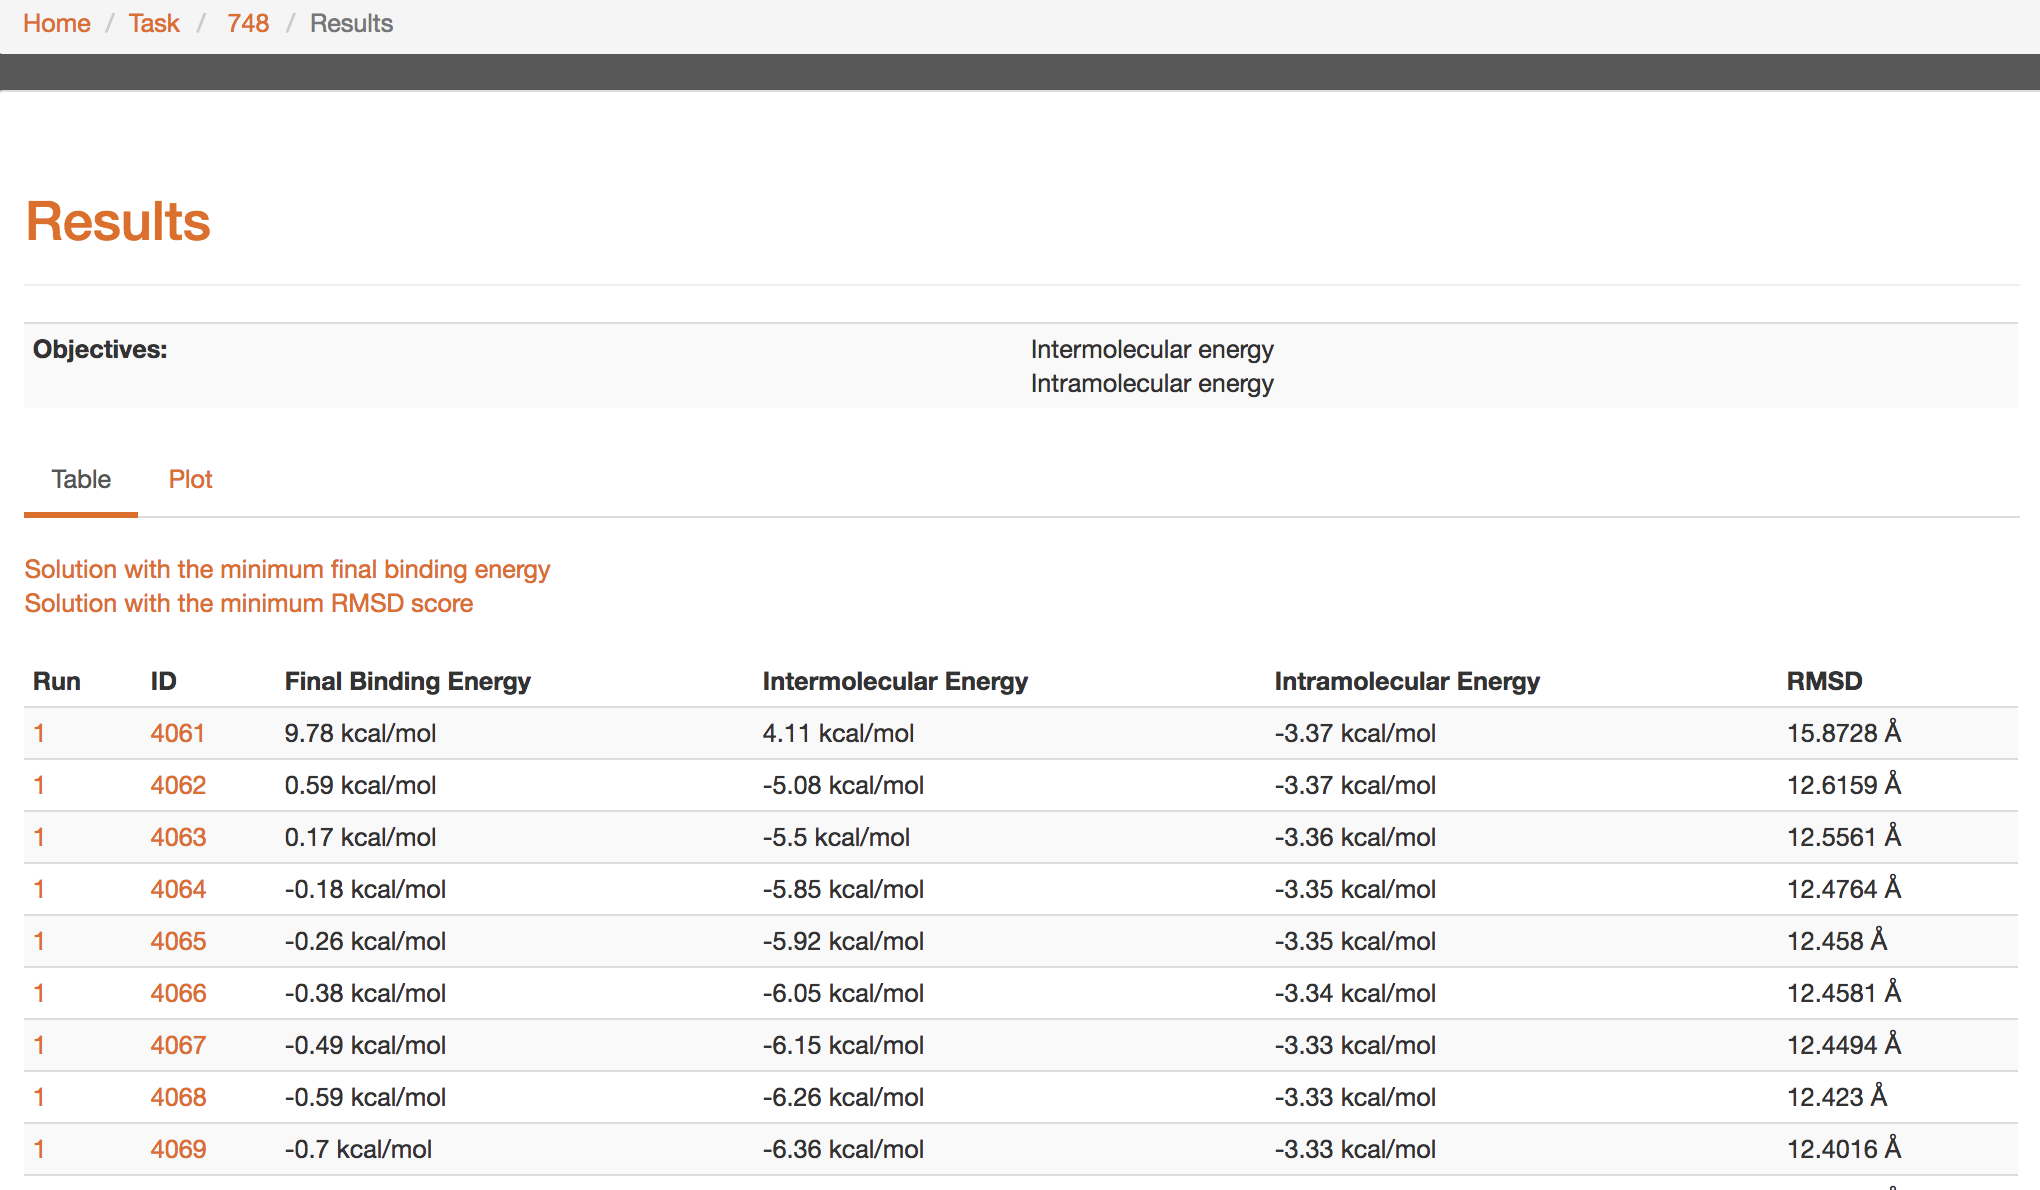 Home / Task / 748 / Results
Results
Objectives: Intermolecular energy
Intramolecular energy
Table Plot
Solution with the minimum final binding energy
Solution with the minimum RMSD score
Run ID Final Binding Energy Intermolecular Energy Intramolecular Energy RMSD
1 4061 9.78 kcal/mol 4.11 kcal/mol -3.37 kcal/mol 15.8728 Å
1 4062 0.59 kcal/mol -5.08 kcal/mol -3.37 kcal/mol 12.6159 Å
1 4063 0.17 kcal/mol -5.5 kcal/mol -3.36 kcal/mol 12.5561 Å
1 4064 -0.18 kcal/mol -5.85 kcal/mol -3.35 kcal/mol 12.4764 Å
1 4065 -0.26 kcal/mol -5.92 kcal/mol -3.35 kcal/mol 12.458 Å
1 4066 -0.38 kcal/mol -6.05 kcal/mol -3.34 kcal/mol 12.4581 Å
1 4067 -0.49 kcal/mol -6.15 kcal/mol -3.33 kcal/mol 12.4494 Å
1 4068 -0.59 kcal/mol -6.26 kcal/mol -3.33 kcal/mol 12.423 Å
1 4069 -0.7 kcal/mol -6.36 kcal/mol -3.33 kcal/mol 12.4016 Å